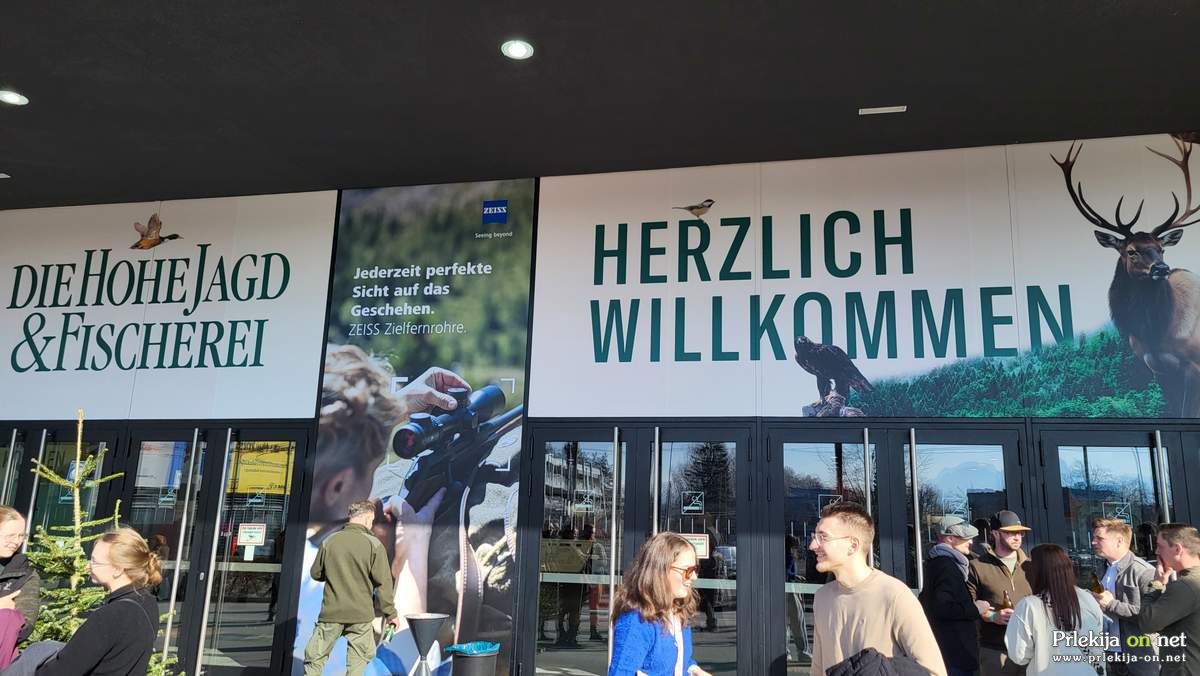 DIE HOHE JAGD
& FISCHEREI
ZEISS
Seeing beyond
Jederzeit perfekte
Sicht auf das
Geschehen.
ZEISS Zielfernrohre.
HERZLICH
WILLKOMMEN
Prlekija on net
www.prlekija-on.net